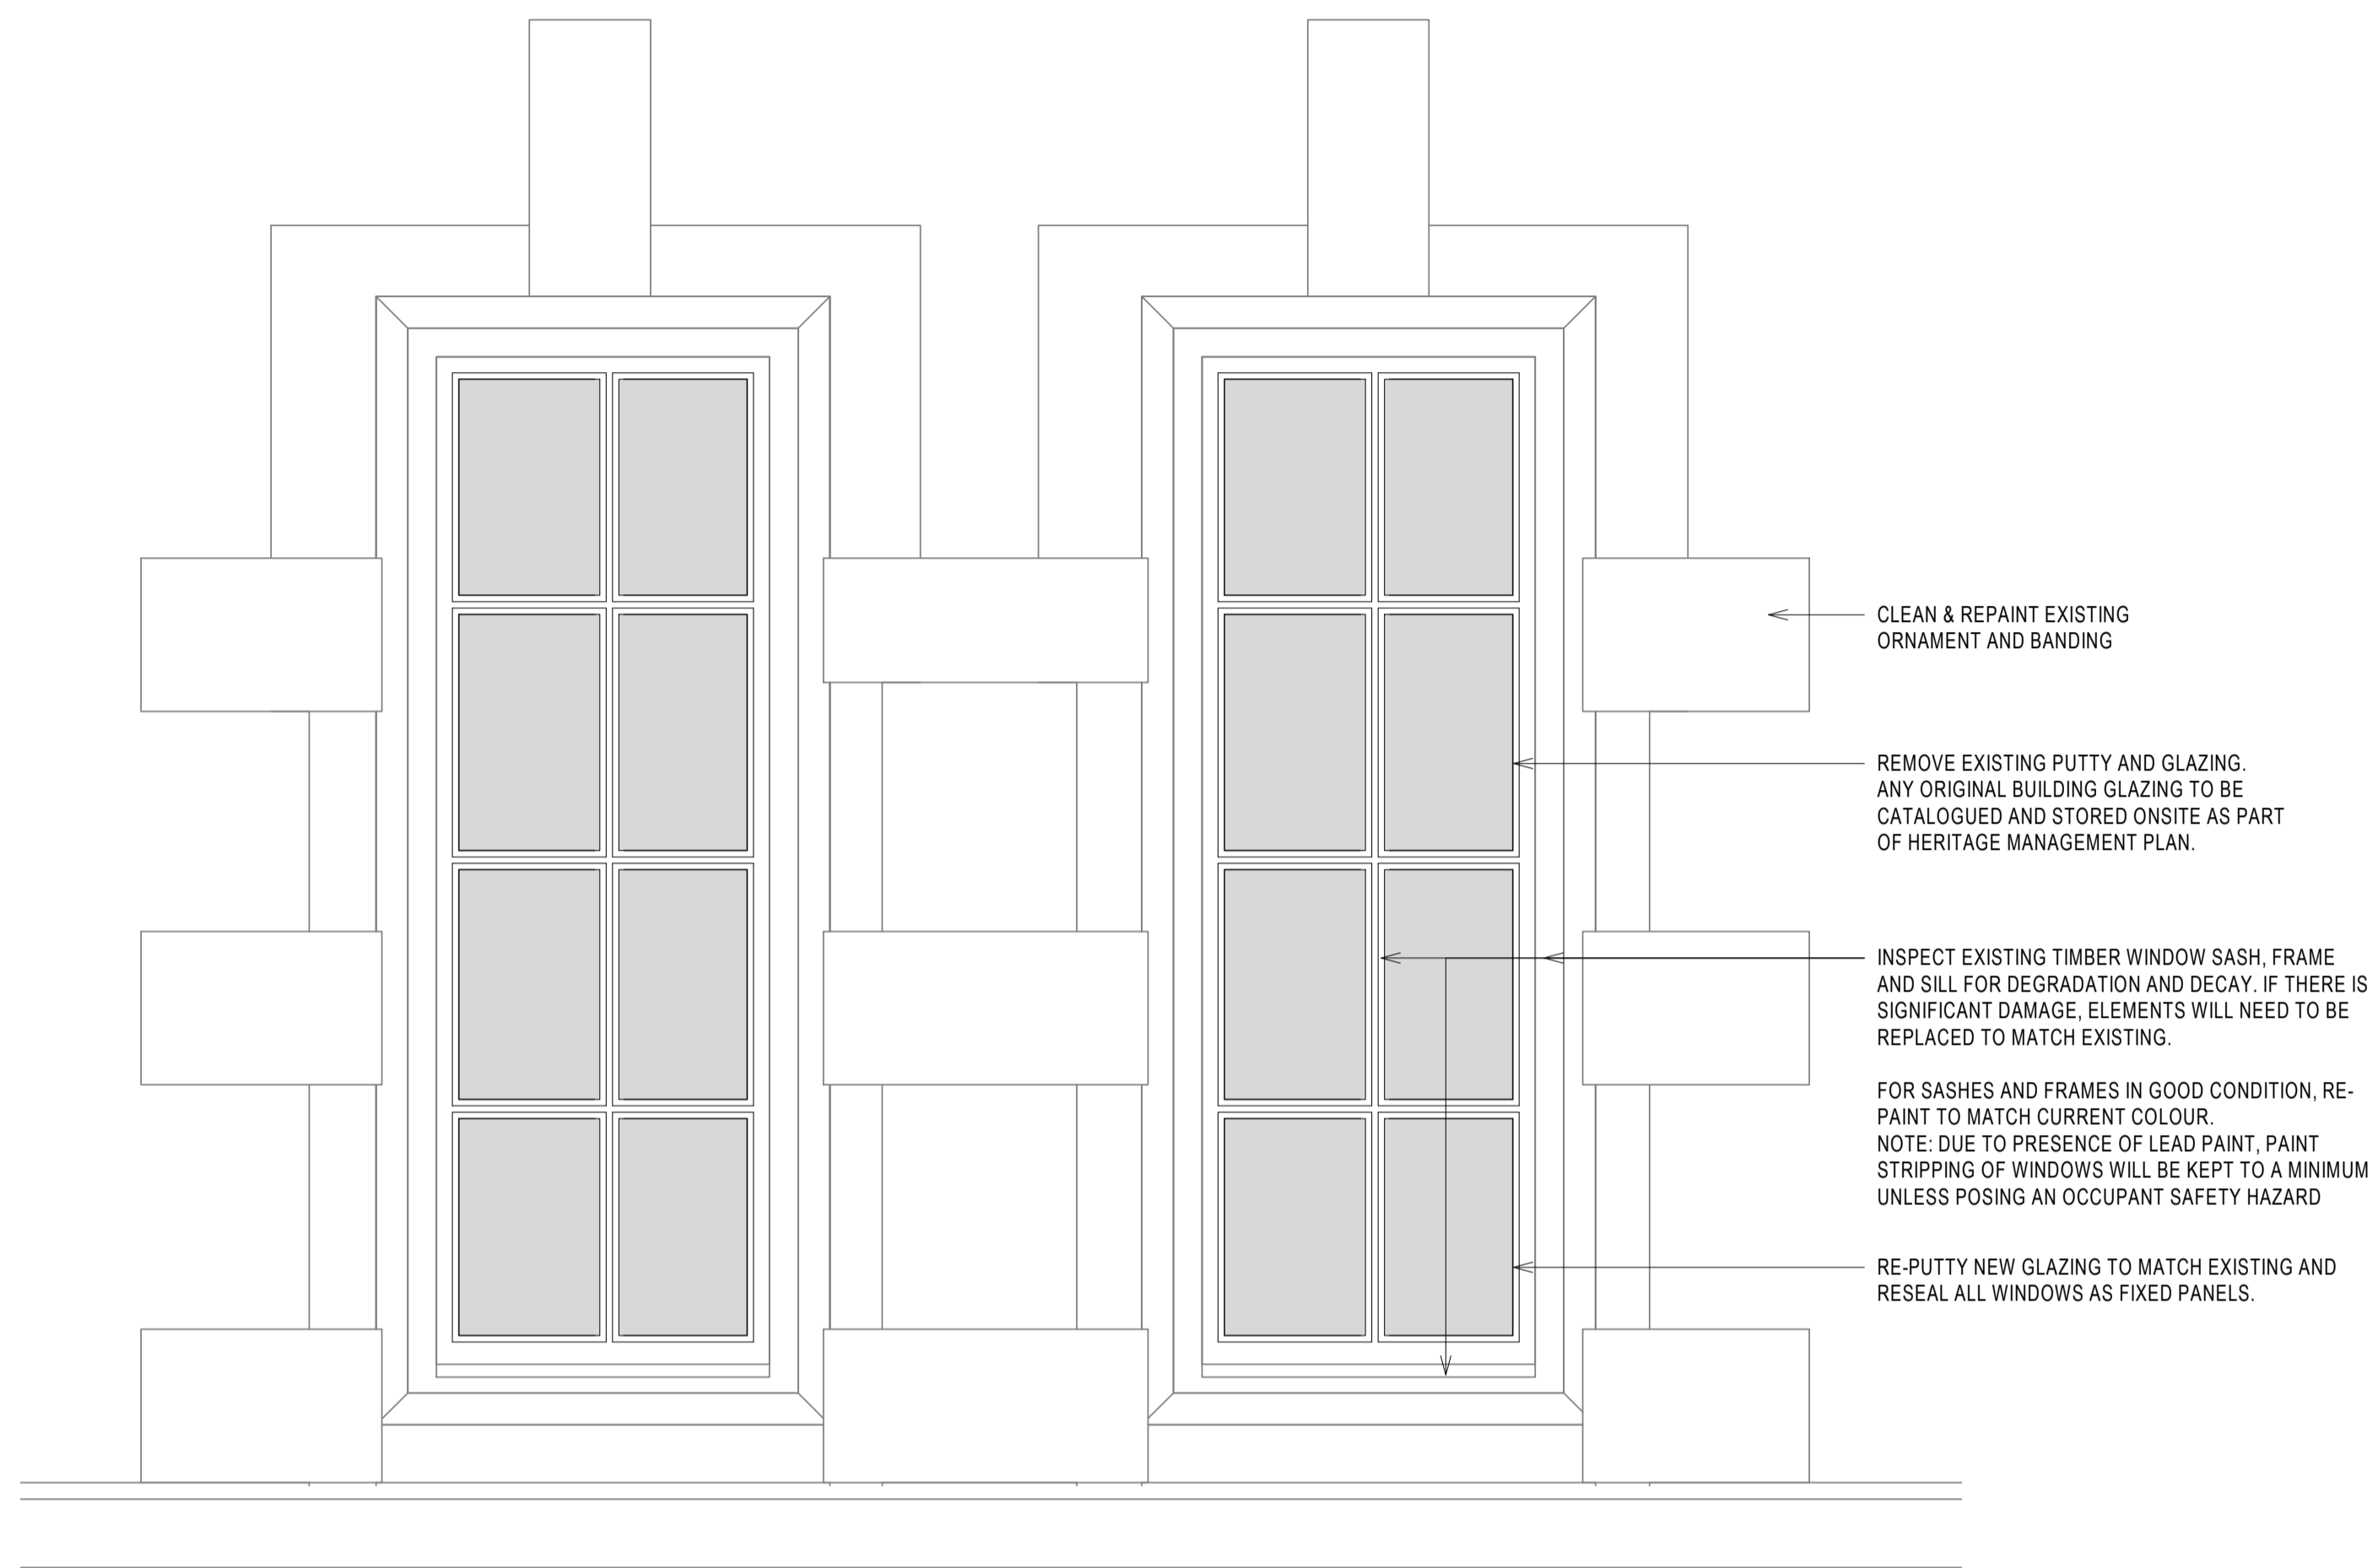 CLEAN & REPAINT EXISTING
ORNAMENT AND BANDING
REMOVE EXISTING PUTTY AND GLAZING.
ANY ORIGINAL BUILDING GLAZING TO BE
CATALOGUED AND STORED ONSITE AS PART
OF HERITAGE MANAGEMENT PLAN.
INSPECT EXISTING TIMBER WINDOW SASH, FRAME
AND SILL FOR DEGRADATION AND DECAY. IF THERE IS
SIGNIFICANT DAMAGE, ELEMENTS WILL NEED TO BE
REPLACED TO MATCH EXISTING.
FOR SASHES AND FRAMES IN GOOD CONDITION, RE-
PAINT TO MATCH CURRENT COLOUR.
NOTE: DUE TO PRESENCE OF LEAD PAINT, PAINT
STRIPPING OF WINDOWS WILL BE KEPT TO A MINIMUM
UNLESS POSING AN OCCUPANT SAFETY HAZARD
RE-PUTTY NEW GLAZING TO MATCH EXISTING AND
RESEAL ALL WINDOWS AS FIXED PANELS.